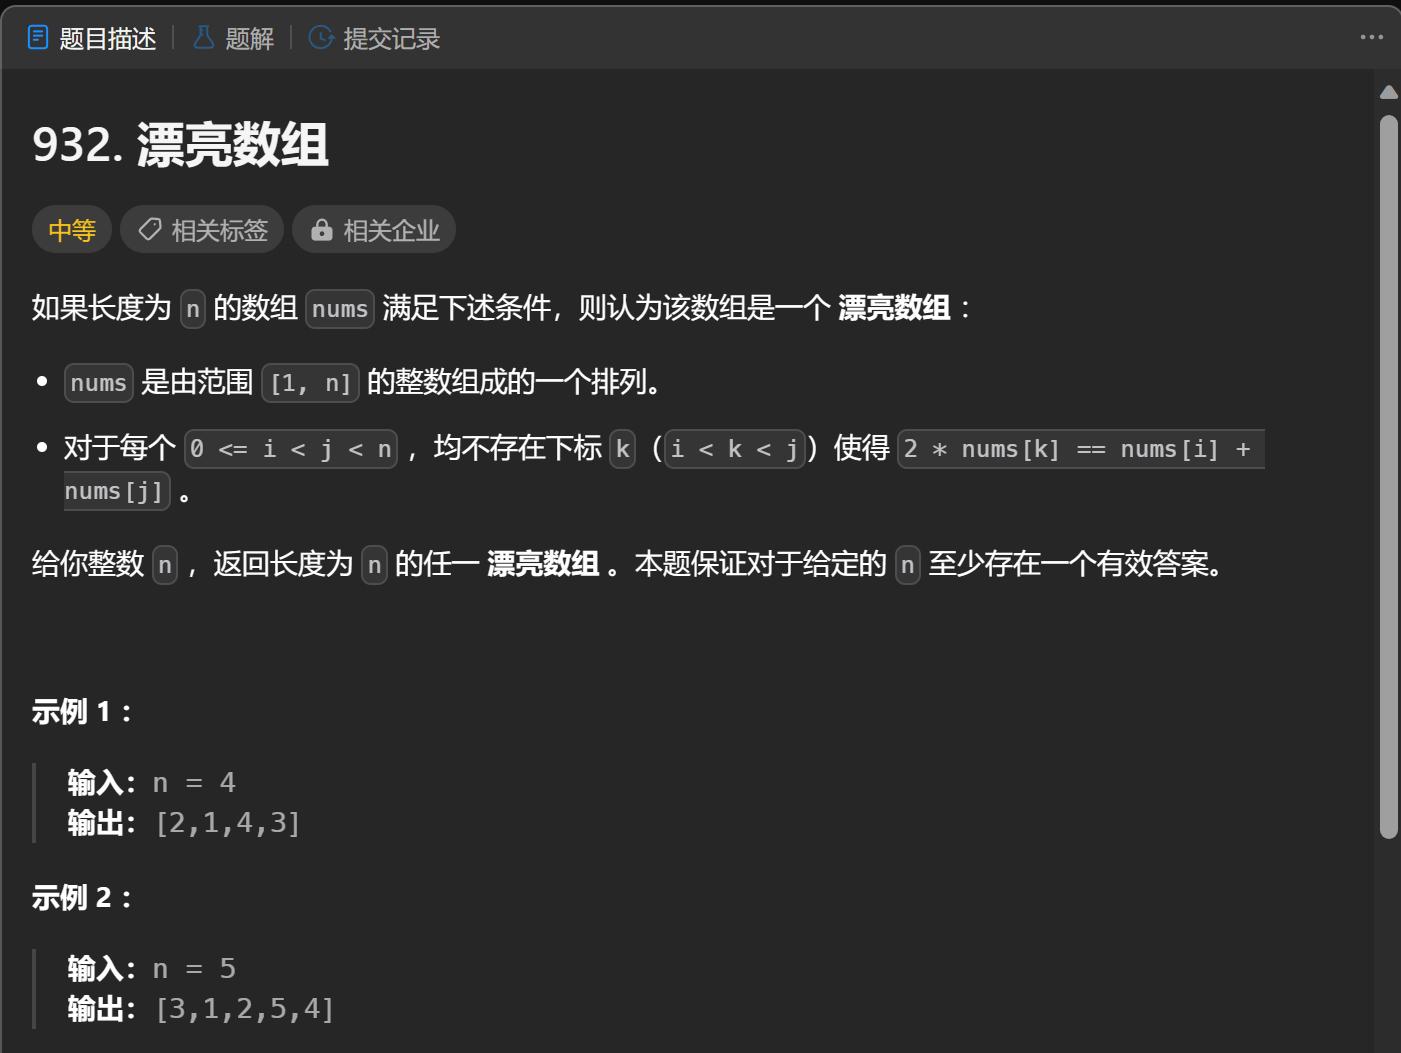 题目描述 题解 提交记录
932. 漂亮数组
中等 相关标签 相关企业
如果长度为 n 的数组 nums 满足下述条件，则认为该数组是一个 漂亮数组 ：
nums 是由范围 [1, n] 的整数组成的一个排列。
对于每个 0 <= i < j < n ，均不存在下标 k （i < k < j）使得 2 * nums[k] == nums[i] +
nums[j] 。
给你整数 n ，返回长度为 n 的任一 漂亮数组 。本题保证对于给定的 n 至少存在一个有效答案。
示例 1 ：
输入：n = 4
输出：[2,1,4,3]
示例 2 ：
输入：n = 5
输出：[3,1,2,5,4]